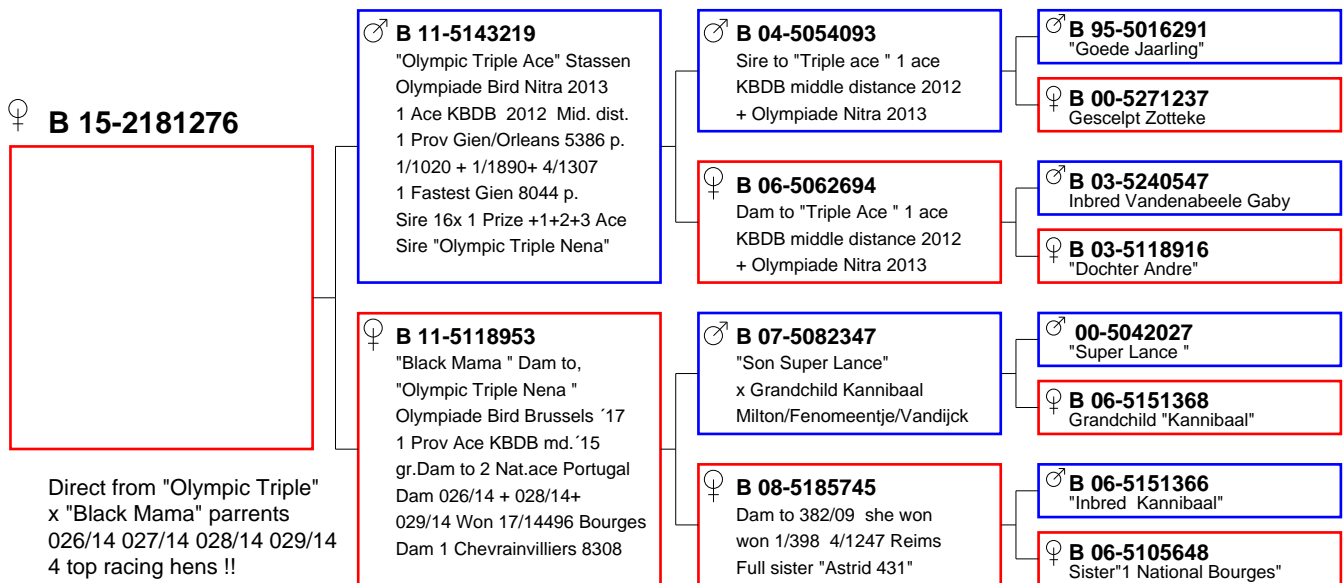 B 15-2181276
Direct from "Olympic Triple"
x "Black Mama" parrents
026/14 027/14 028/14 029/14
4 top racing hens !!
B 11-5143219
"Olympic Triple Ace" Stassen
Olympiade Bird Nitra 2013
1 Ace KBDB  2012  Mid. dist.
1 Prov Gien/Orleans 5386 p.
1/1020 + 1/1890+ 4/1307
1 Fastest Gien 8044 p.
Sire 16x 1 Prize +1+2+3 Ace
Sire "Olympic Triple Nena"
B 11-5118953
"Black Mama " Dam to,
"Olympic Triple Nena "
Olympiade Bird Brussels ´17
1 Prov Ace KBDB md.´15
gr.Dam to 2 Nat.ace Portugal
Dam 026/14 + 028/14+
029/14 Won 17/14496 Bourges
Dam 1 Chevrainvilliers 8308
B 04-5054093
Sire to "Triple ace " 1 ace
KBDB middle distance 2012
+ Olympiade Nitra 2013
B 06-5062694
Dam to "Triple Ace " 1 ace
KBDB middle distance 2012
+ Olympiade Nitra 2013
B 07-5082347
"Son Super Lance"
x Grandchild Kannibaal
Milton/Fenomeentje/Vandijck
B 08-5185745
Dam to 382/09  she won
won 1/398  4/1247 Reims
Full sister "Astrid 431"
B 95-5016291
"Goede Jaarling"
B 00-5271237
Gescelpt Zotteke
B 03-5240547
Inbred Vandenabeele Gaby
B 03-5118916
"Dochter Andre"
00-5042027
"Super Lance "
B 06-5151368
Grandchild "Kannibaal"
B 06-5151366
"Inbred  Kannibaal"
B 06-5105648
Sister"1 National Bourges"